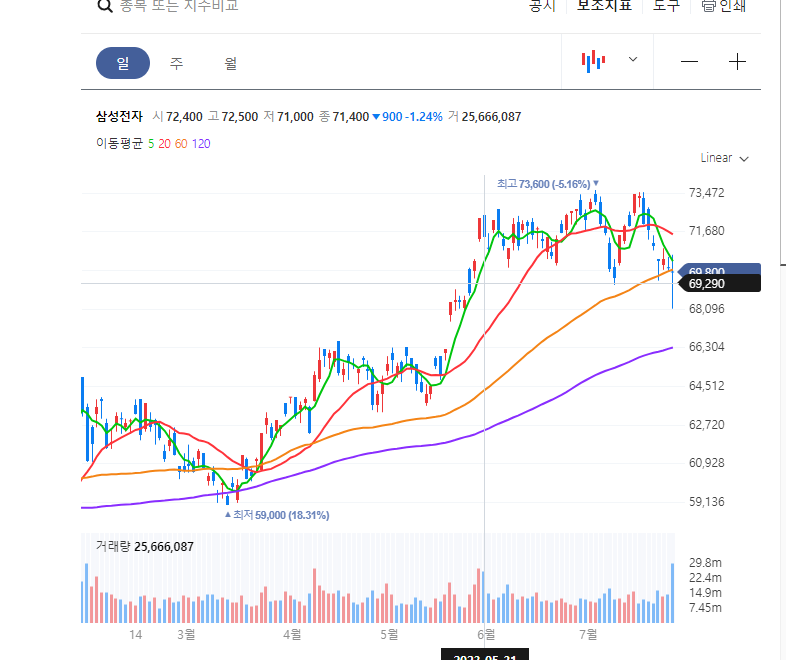 종목 또는 지수비교 공시 보조지표 도구 인쇄
일 주 월
삼성전자 시 72,400 고 72,500 저 71,000 종 71,400 ▼900 -1.24% 거 25,666,087
이동평균 5 20 60 120
Linear
최고 73,600 (-5.16%) ▼
73,472
71,680
69,800
69,290
68,096
66,304
64,512
62,720
60,928
59,136
▲ 최저 59,000 (18.31%)
거래량 25,666,087
29.8m
22.4m
14.9m
7.45m
14 3월 4월 5월 6월 7월
2023-05-31